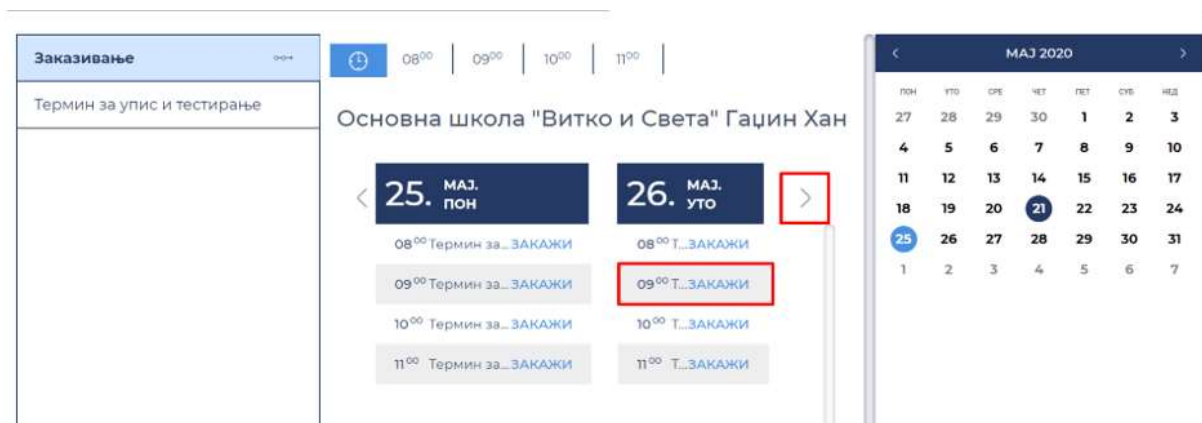 Заказивање
Термин за упис и тестирање
08⁰⁰ 09⁰⁰ 10⁰⁰ 11⁰⁰
Основна школа "Витко и Света" Гаџин Хан
25. МАЈ. ПОН
26. МАЈ. УТО
08⁰⁰ Термин за... ЗАКАЖИ
08⁰⁰ Т...ЗАКАЖИ
09⁰⁰ Термин за... ЗАКАЖИ
09⁰⁰ Т...ЗАКАЖИ
10⁰⁰ Термин за... ЗАКАЖИ
10⁰⁰ Т...ЗАКАЖИ
11⁰⁰ Термин за... ЗАКАЖИ
11⁰⁰ Т...ЗАКАЖИ
МАЈ 2020
ПОН УТО СРЕ ЧЕТ ПЕТ СУБ НЕД
27 28 29 30 1 2 3
4 5 6 7 8 9 10
11 12 13 14 15 16 17
18 19 20 21 22 23 24
25 26 27 28 29 30 31
1 2 3 4 5 6 7